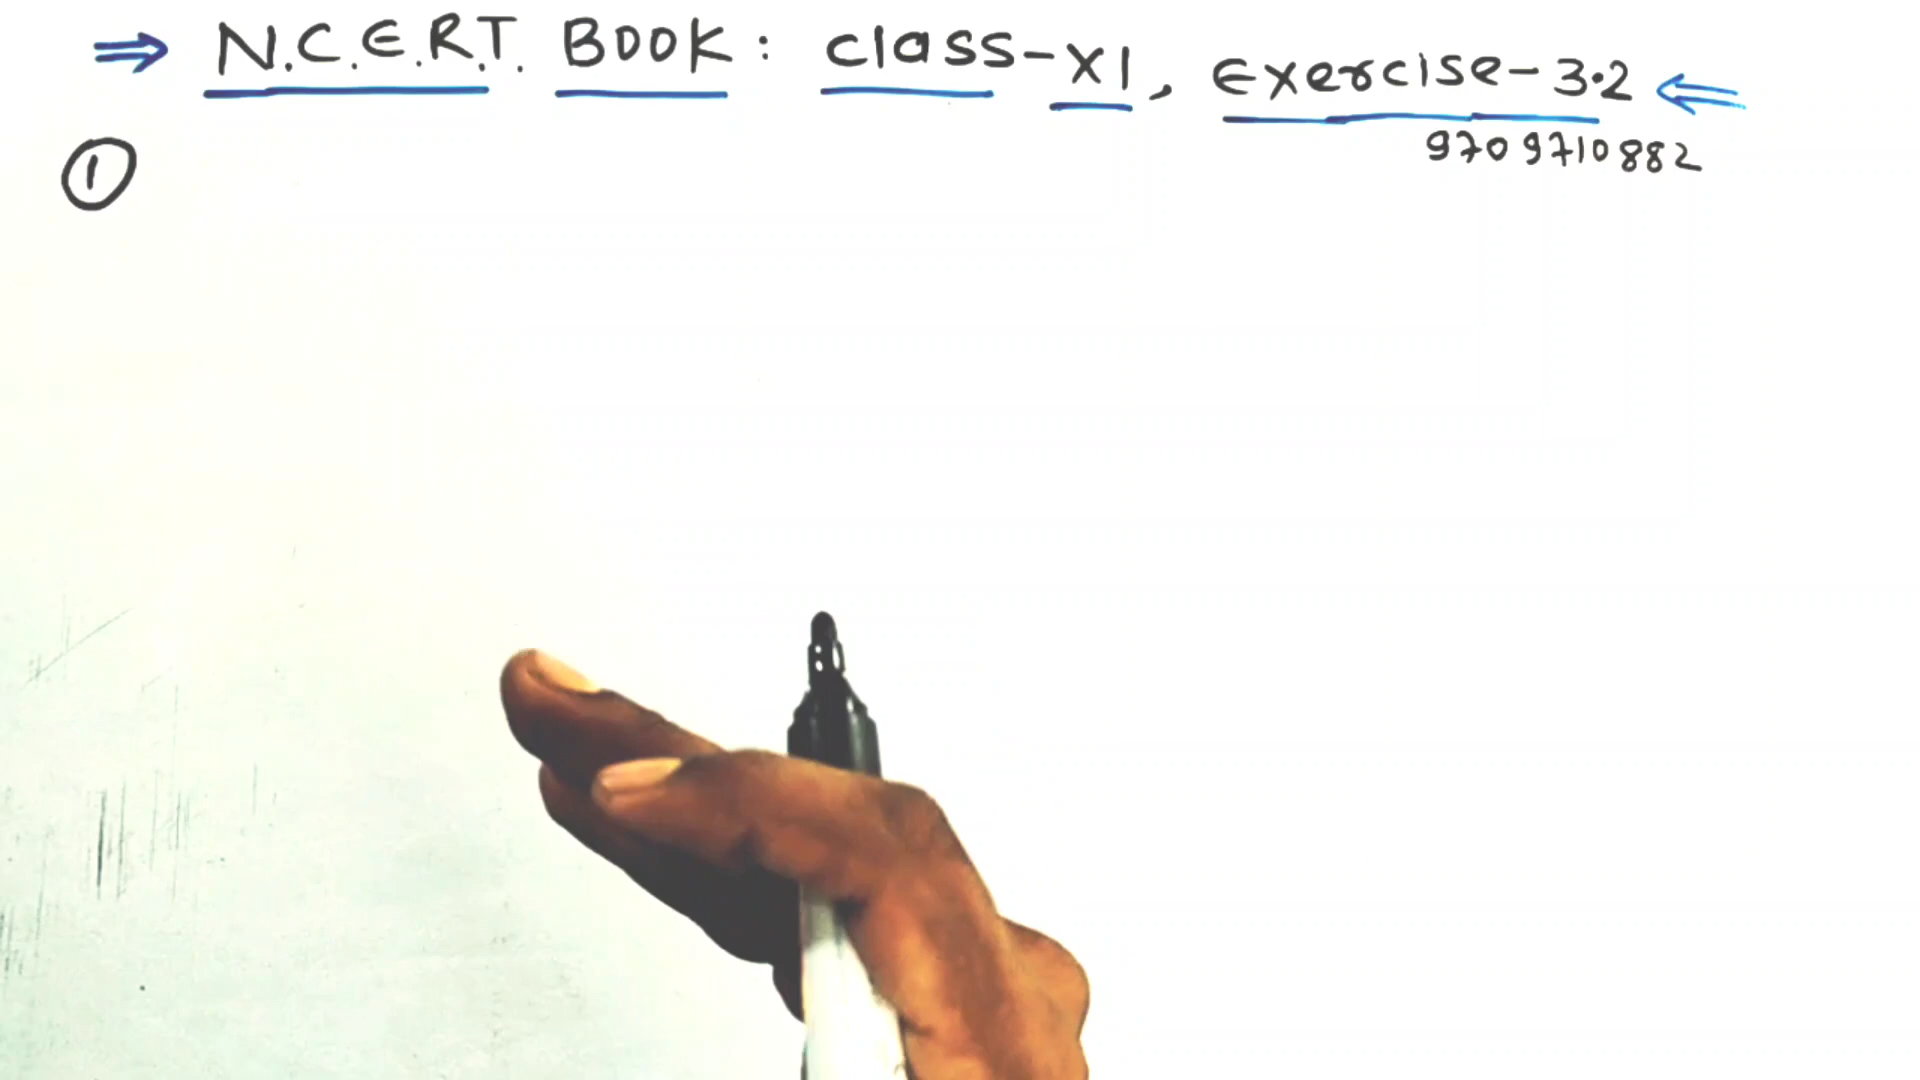 ⇒ N.C.E.R.T. BOOK: class-XI, Exercise-3.2 ⇐
9709710882
①